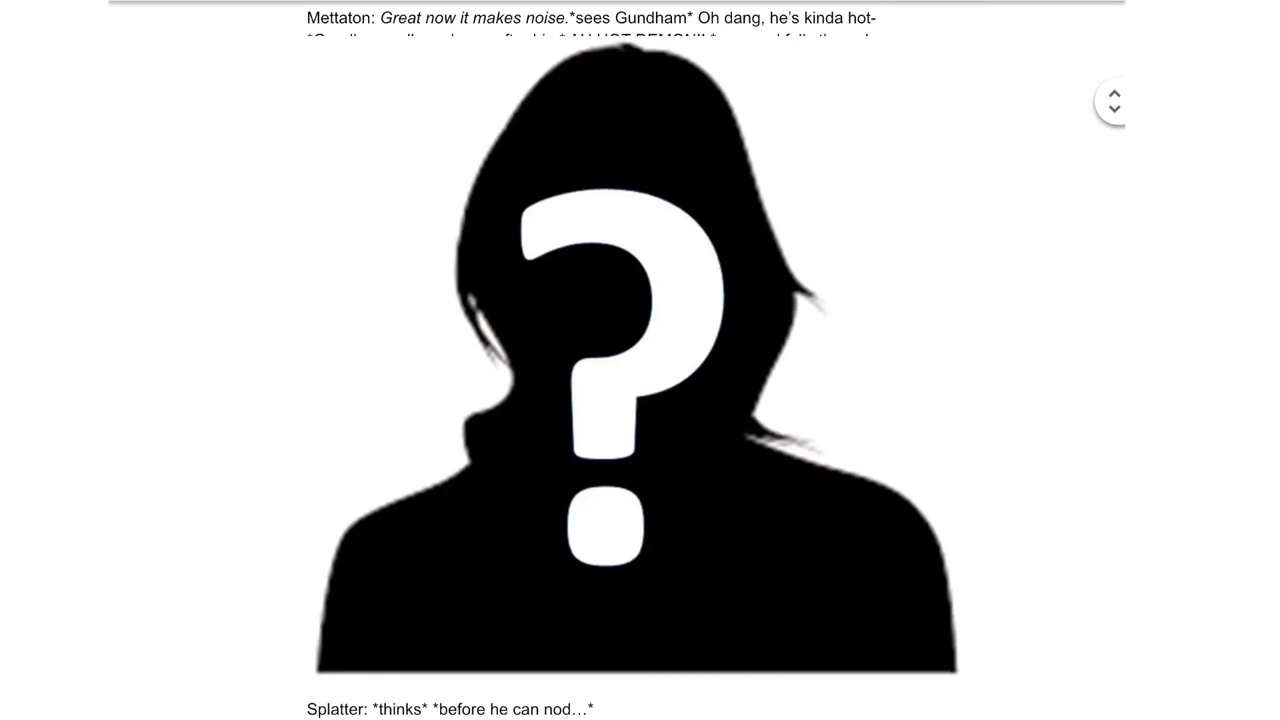 Mettaton: Great now it makes noise.*sees Gundham* Oh dang, he's kinda hot-
?
Splatter: *thinks* *before he can nod…*